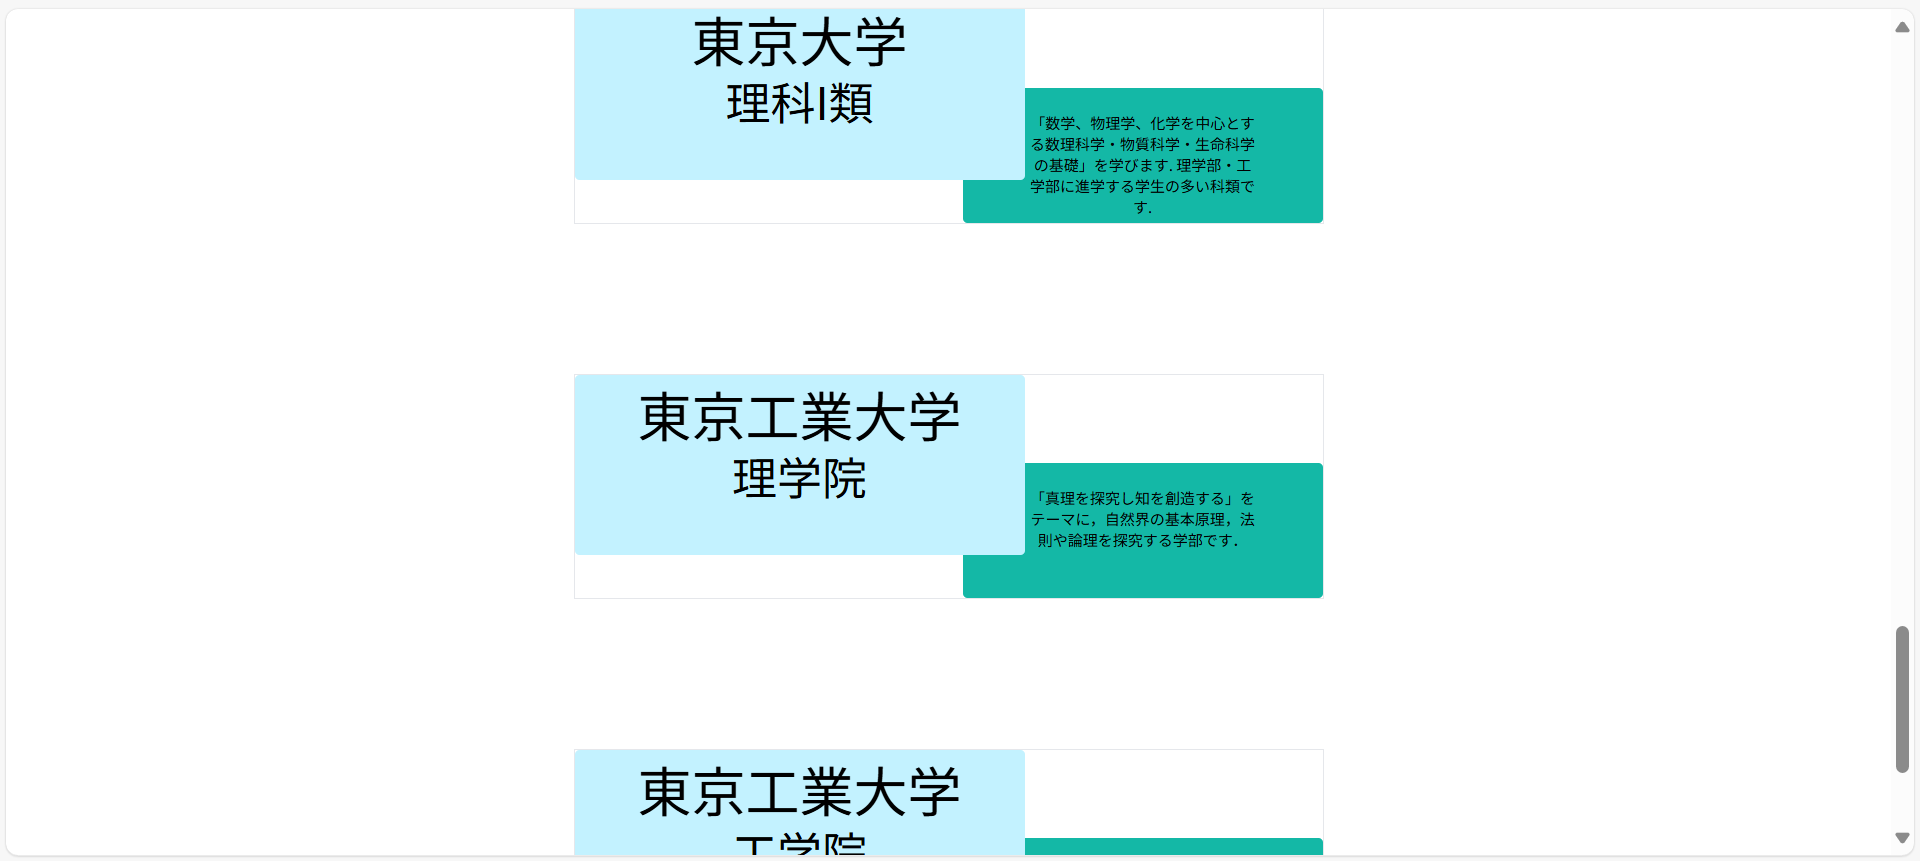 東京大学
理科I類
「数学、物理学、化学を中心とす
る数理科学・物質科学・生命科学
の基礎」を学びます. 理学部・工
学部に進学する学生の多い科類で
す.
東京工業大学
理学院
「真理を探究し知を創造する」を
テーマに，自然界の基本原理，法
則や論理を探究する学部です．
東京工業大学
工学院